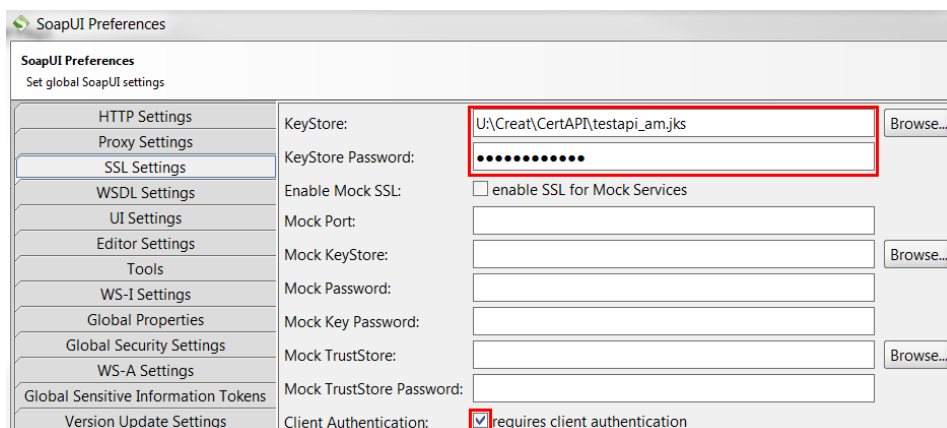 SoapUI Preferences
SoapUI Preferences
Set global SoapUI settings
HTTP Settings
Proxy Settings
SSL Settings
WSDL Settings
UI Settings
Editor Settings
Tools
WS-I Settings
Global Properties
Global Security Settings
WS-A Settings
Global Sensitive Information Tokens
Version Update Settings
KeyStore: U:\Creat\CertAPI\testapi_am.jks Browse...
KeyStore Password: ●●●●●●●●●●●●
Enable Mock SSL: enable SSL for Mock Services
Mock Port:
Mock KeyStore: Browse...
Mock Password:
Mock Key Password:
Mock TrustStore: Browse...
Mock TrustStore Password:
Client Authentication: requires client authentication